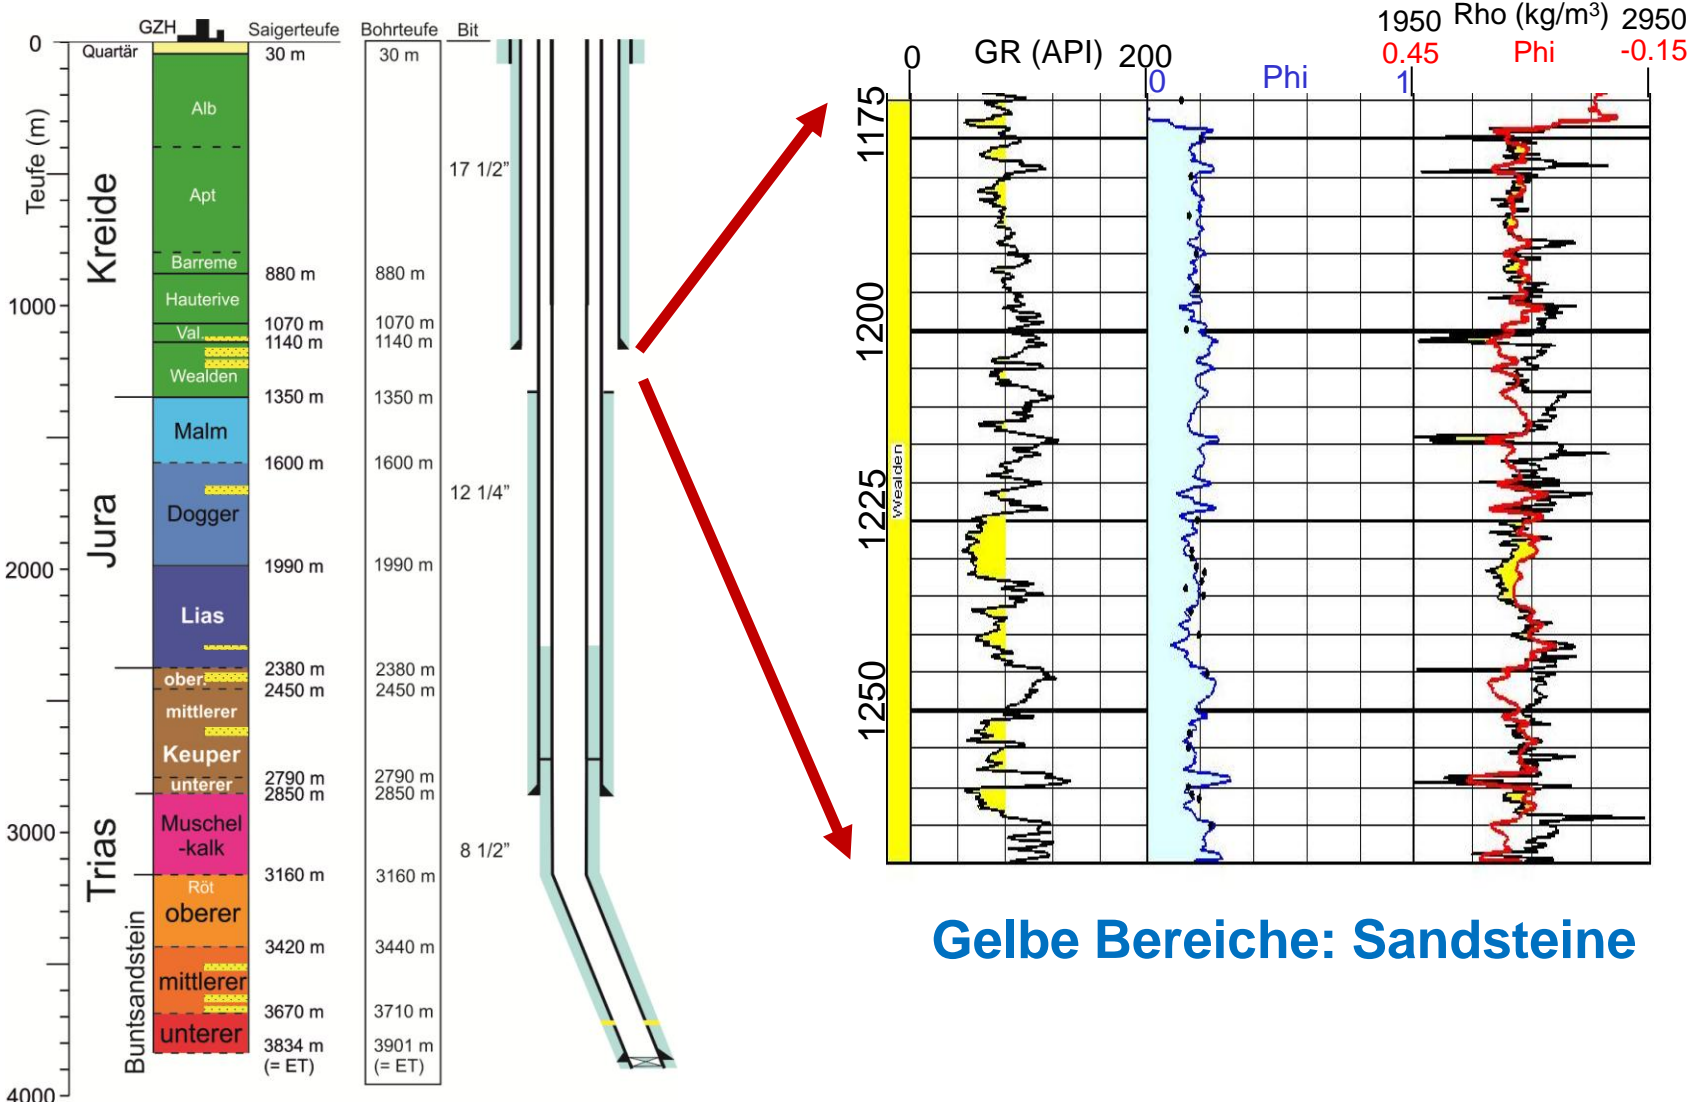 GZH
Saigerteufe
Bohrteufe
Bit
0
Quartär
30 m
30 m
Teufe (m)
Kreide
Alb
Apt
17 1/2”
Barreme
880 m
880 m
Hauterive
1000
1070 m
1070 m
Val.
1140 m
1140 m
Wealden
1350 m
1350 m
Jura
Malm
1600 m
1600 m
12 1/4”
Dogger
2000
1990 m
1990 m
Lias
2380 m
2380 m
ober.
2450 m
2450 m
mittlerer
Keuper
2790 m
2790 m
unterer
2850 m
2850 m
Trias
3000
Muschel
-kalk
8 1/2”
3160 m
3160 m
Röt
oberer
Buntsandstein
3420 m
3440 m
mittlerer
3670 m
3710 m
unterer
3834 m
3901 m
(= ET)
(= ET)
4000
1950 Rho (kg/m³) 2950
0 GR (API) 200
0.45 Phi -0.15
0 Phi 1
1175
1200
1225
1250
Wealden
Gelbe Bereiche: Sandsteine